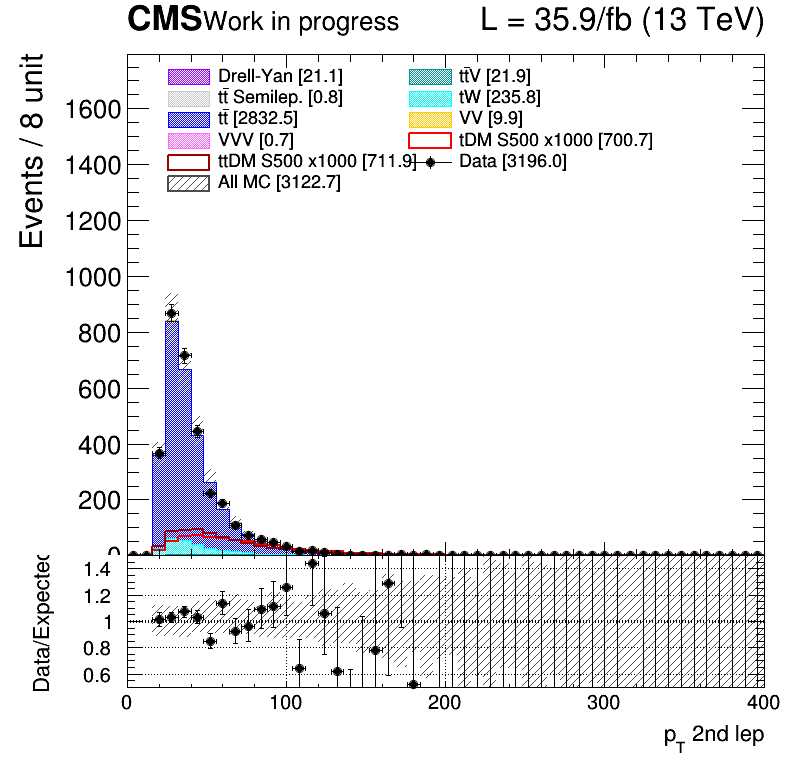 CMS Work in progress L = 35.9/fb (13 TeV)
Events / 8 unit
Drell-Yan [21.1]
tt̄ Semilep. [0.8]
tt̄ [2832.5]
VVV [0.7]
ttDM S500 x1000 [711.9]
All MC [3122.7]
tt̄V [21.9]
tW [235.8]
VV [9.9]
tDM S500 x1000 [700.7]
Data [3196.0]
1600
1400
1200
1000
800
600
400
200
0
Data/Expected
1.4
1.2
1
0.8
0.6
0 100 200 300 400
p_T 2nd lep